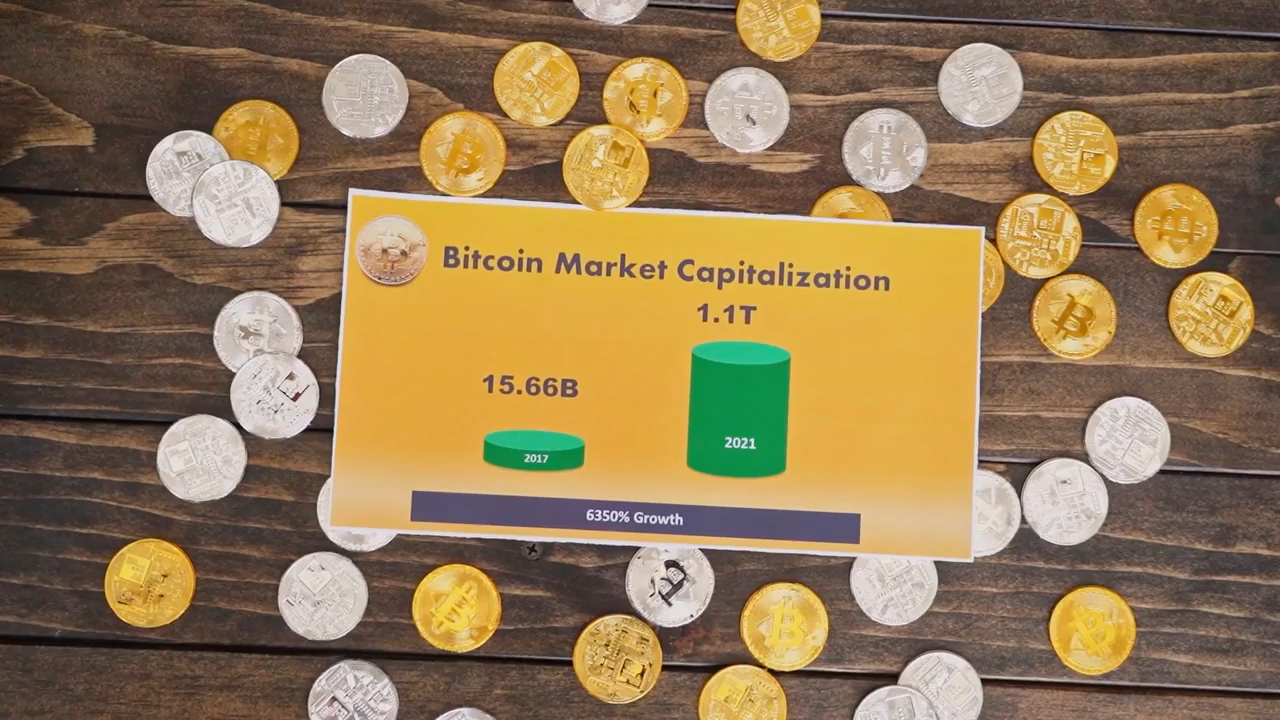 Bitcoin Market Capitalization
1.1T
15.66B
2021
2017
6350% Growth